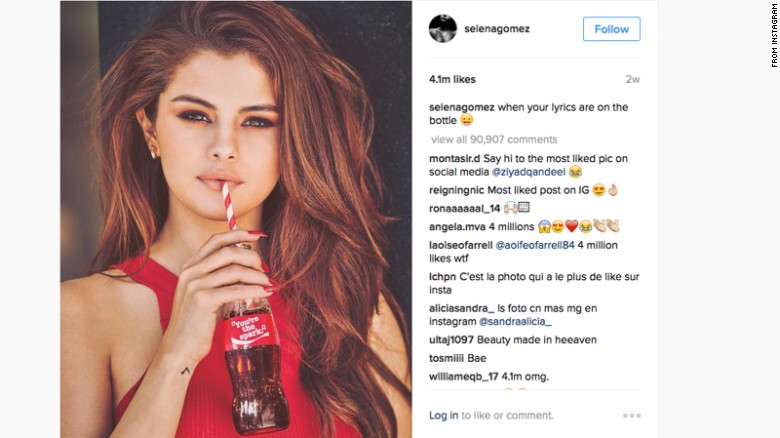 selenagomez
Follow
4.1m likes
2w
selenagomez when your lyrics are on the
bottle 😛
view all 90,907 comments
montasir.d Say hi to the most liked pic on
social media @ziyadqandeel 😂
reigningnic Most liked post on IG 😍👌🏼
ronaaaaaal_14 🙌🏻
angela.mva 4 millions 😱😍❤️😂👏🏻👏🏻
laoiseofarrell @aoifeofarrell84 4 million
likes wtf
lchpn C'est la photo qui a le plus de like sur
insta
aliciasandra_ Is foto cn mas mg en
instagram @sandraalicia_
ultaj1097 Beauty made in heeaven
tosmiiii Bae
williameqb_17 4.1m omg.
Log in to like or comment.
"You're
the
spark."
FROM INSTAGRAM